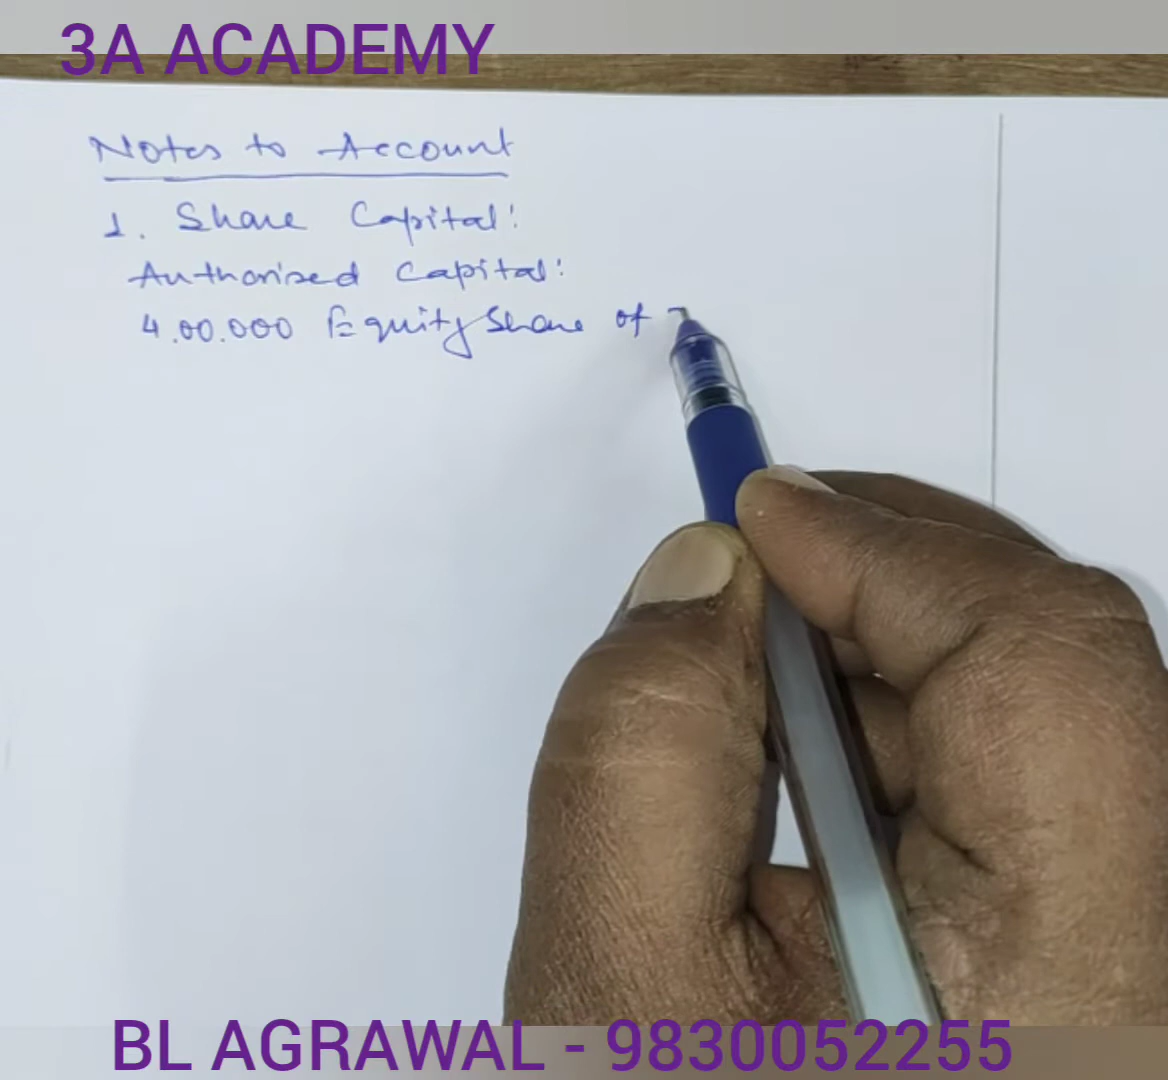 3A ACADEMY
Notes to Account
1. Share Capital:
Authorised Capital:
4.00.000 Equity Share of
BL AGRAWAL - 9830052255